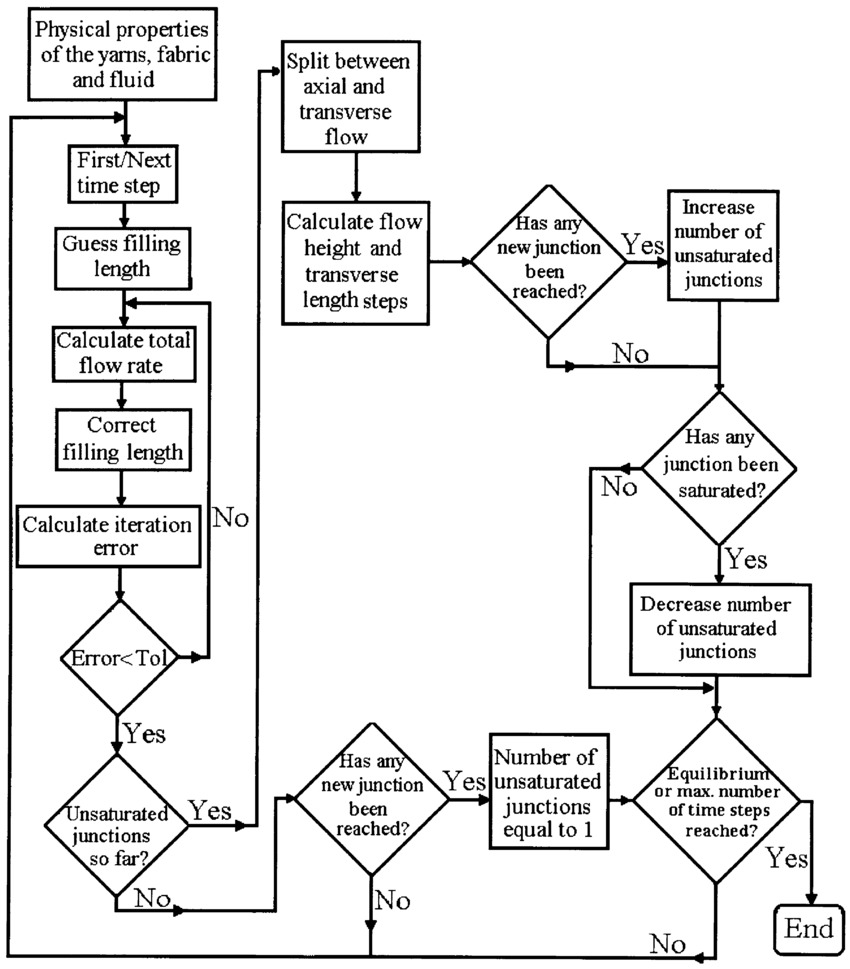 Physical properties
of the yarns, fabric
and fluid
First/Next
time step
Guess filling
length
Calculate total
flow rate
Correct
filling length
Calculate iteration
error
No
Error<Tol
Yes
Unsaturated
junctions
so far?
Yes
No
Split between
axial and
transverse
flow
Calculate flow
height and
transverse
length steps
Has any
new junction
been
reached?
Yes
Increase
number of
unsaturated
junctions
No
Has any
junction been
saturated?
No
Yes
Decrease number
of unsaturated
junctions
Has any
new junction
been
reached?
Yes
No
Number of
unsaturated
junctions
equal to 1
Equilibrium
or max. number
of time steps
reached?
Yes
No
End